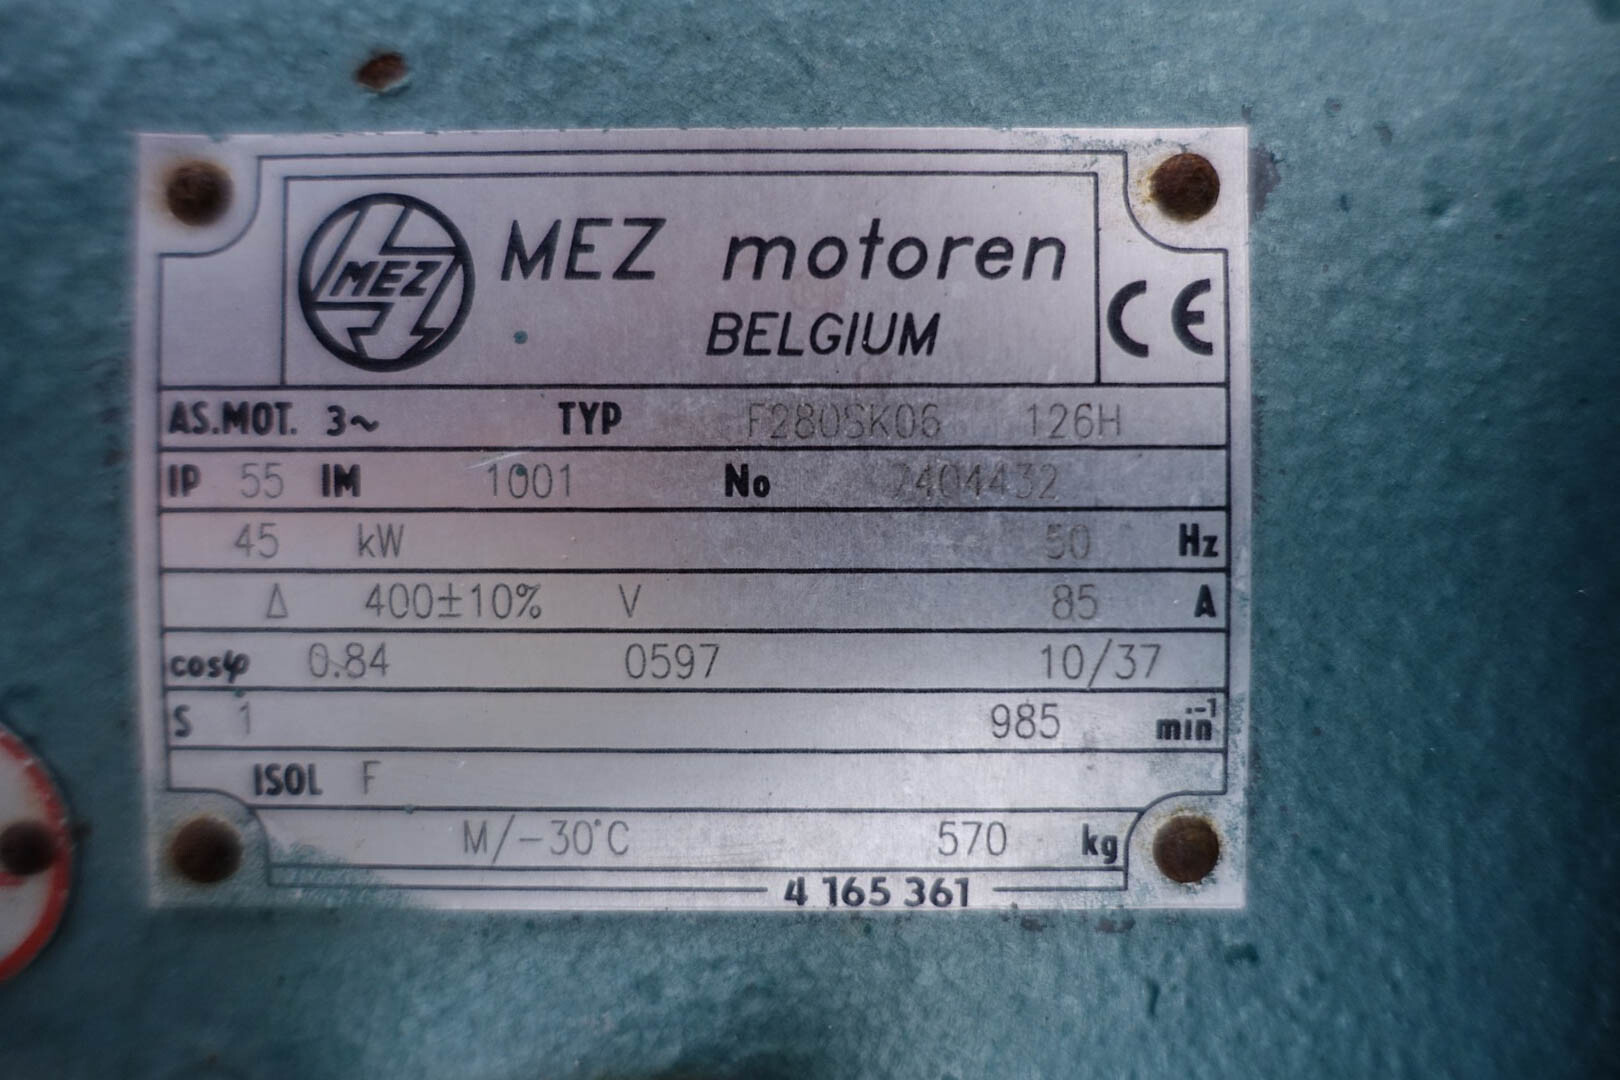 MEZ
MEZ motoren
BELGIUM
CE
AS.MOT. 3~ TYP F280SK06 126H
IP 55 IM 1001 No 7404432
45 kW 50 Hz
Δ 400±10% V 85 A
cosφ 0.84 0597 10/37
S 1 985 min⁻¹
ISOL F
M/-30°C 570 kg
4 165 361